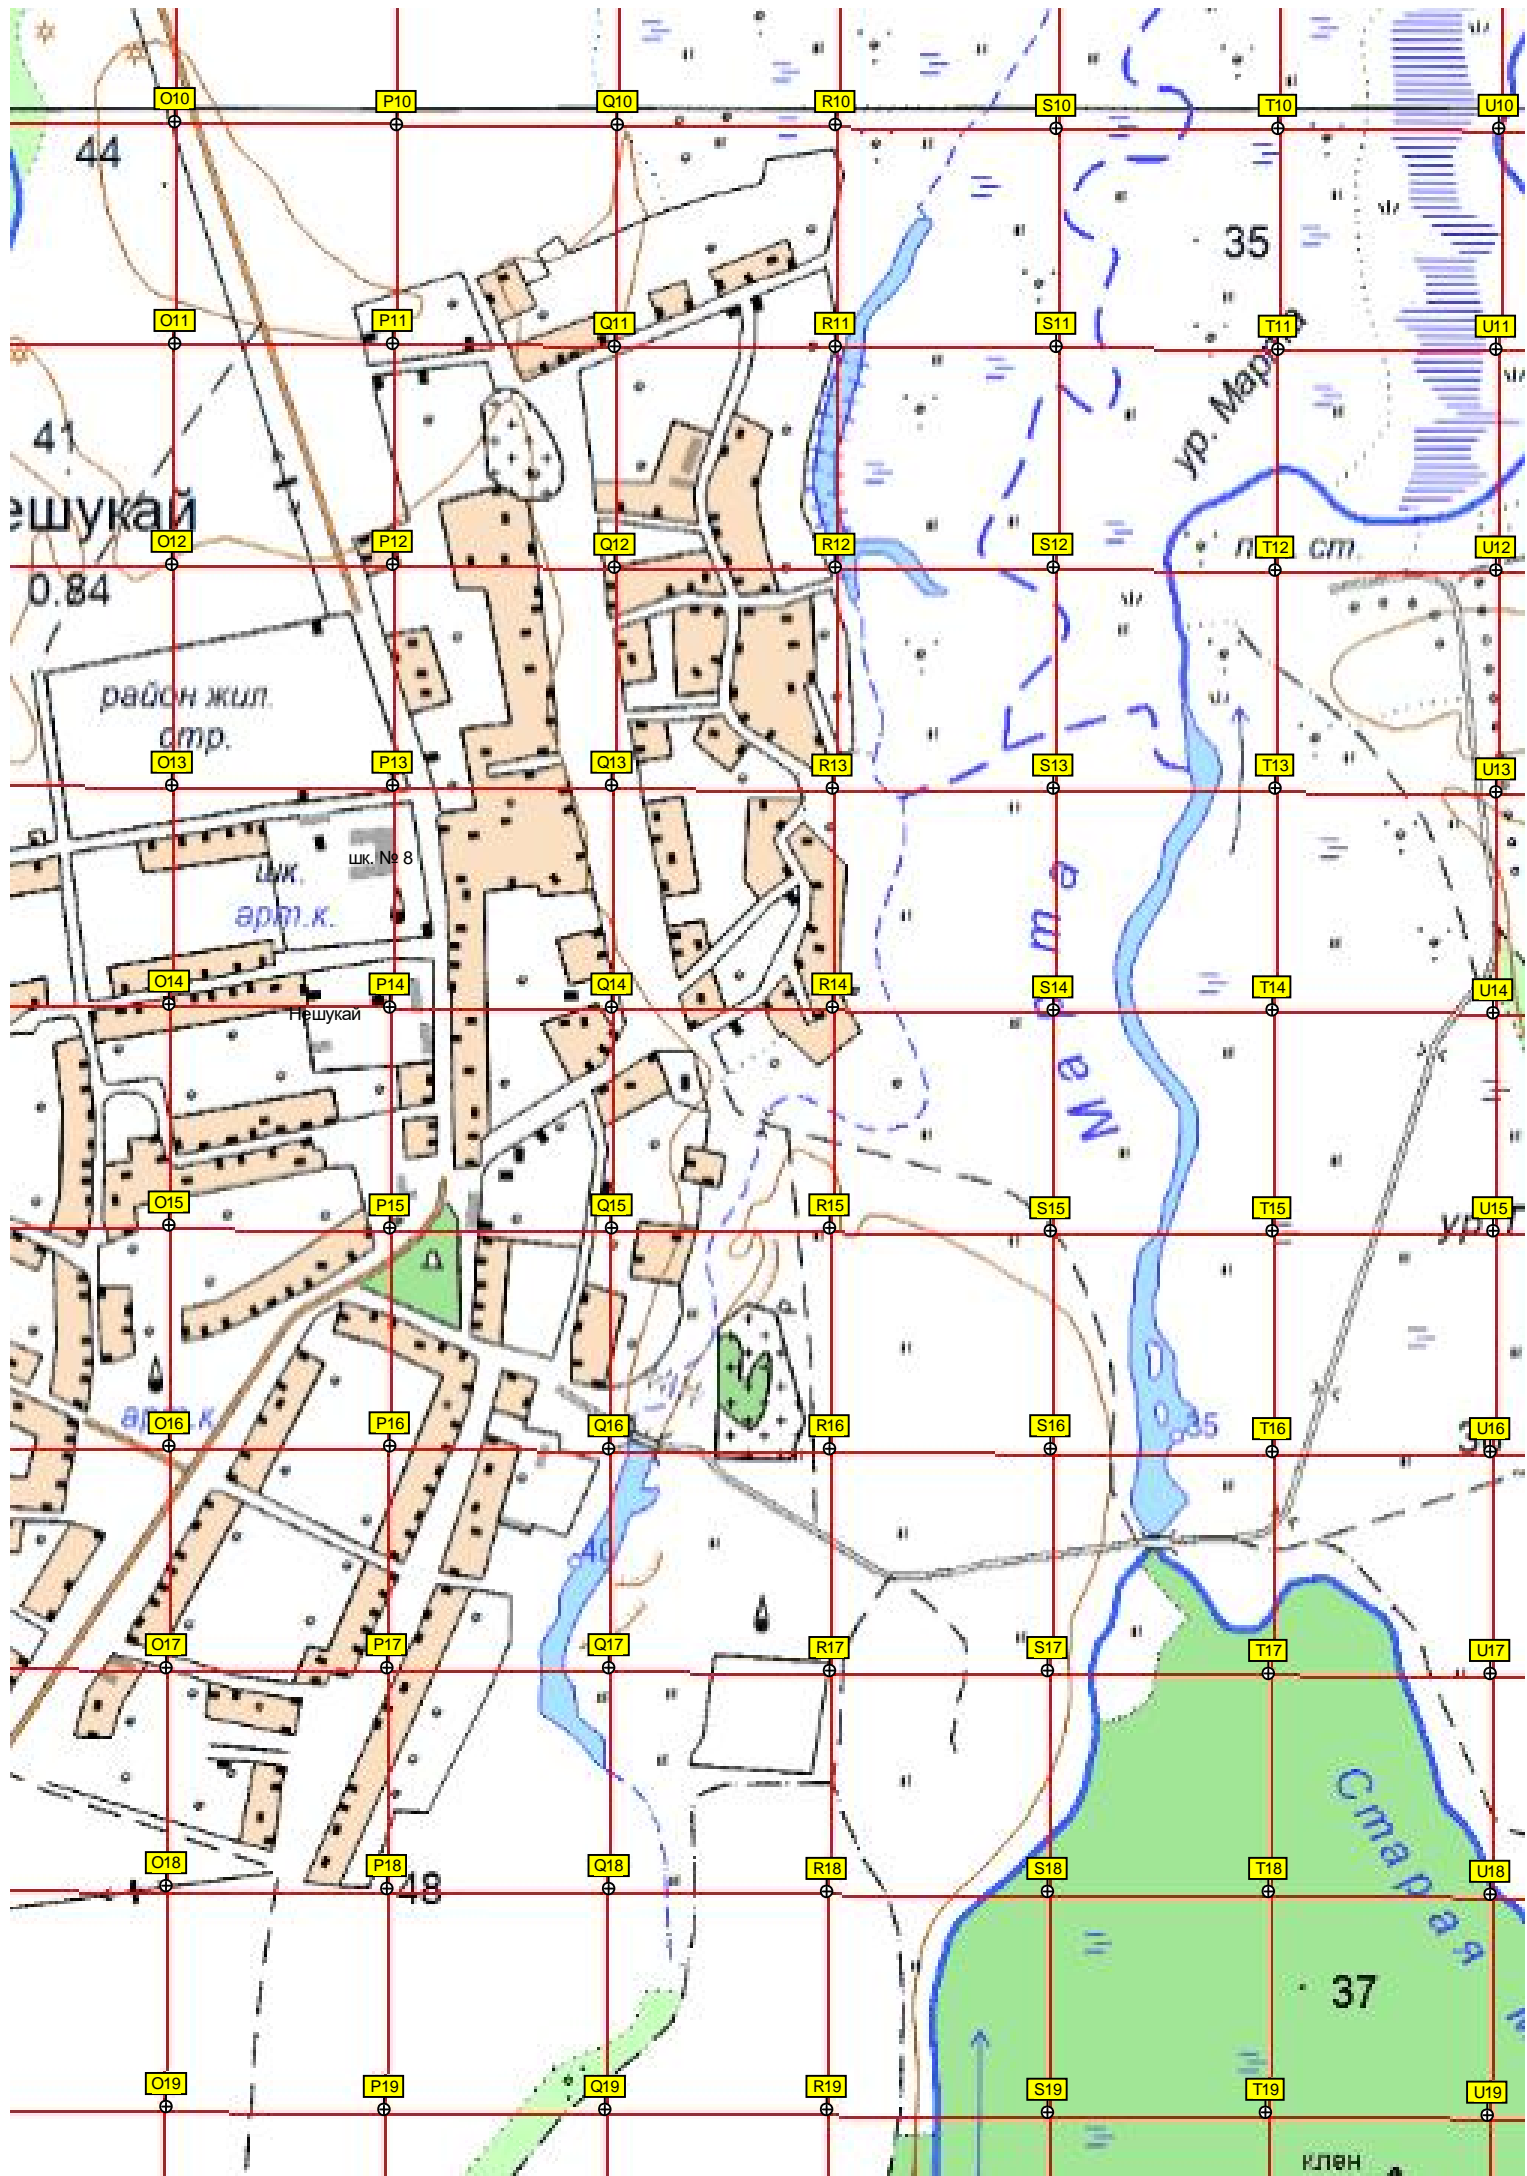 O10 P10 Q10 R10 S10 T10 U10
44
35
O11 P11 Q11 R11 S11 T11 U11
41
ешукай
O12 P12 Q12 R12 S12 T12 U12
ст.
0.84
район жил.
стр.
O13 P13 Q13 R13 S13 T13 U13
шк. № 8
шк.
арт.к.
O14 P14 Q14 R14 S14 T14 U14
Нешукай
O15 P15 Q15 R15 S15 T15 U15
ур.
35
O16 P16 Q16 R16 S16 T16 U16
40
O17 P17 Q17 R17 S17 T17 U17
Старая
O18 P18 Q18 R18 S18 T18 U18
48
37
O19 P19 Q19 R19 S19 T19 U19
клен